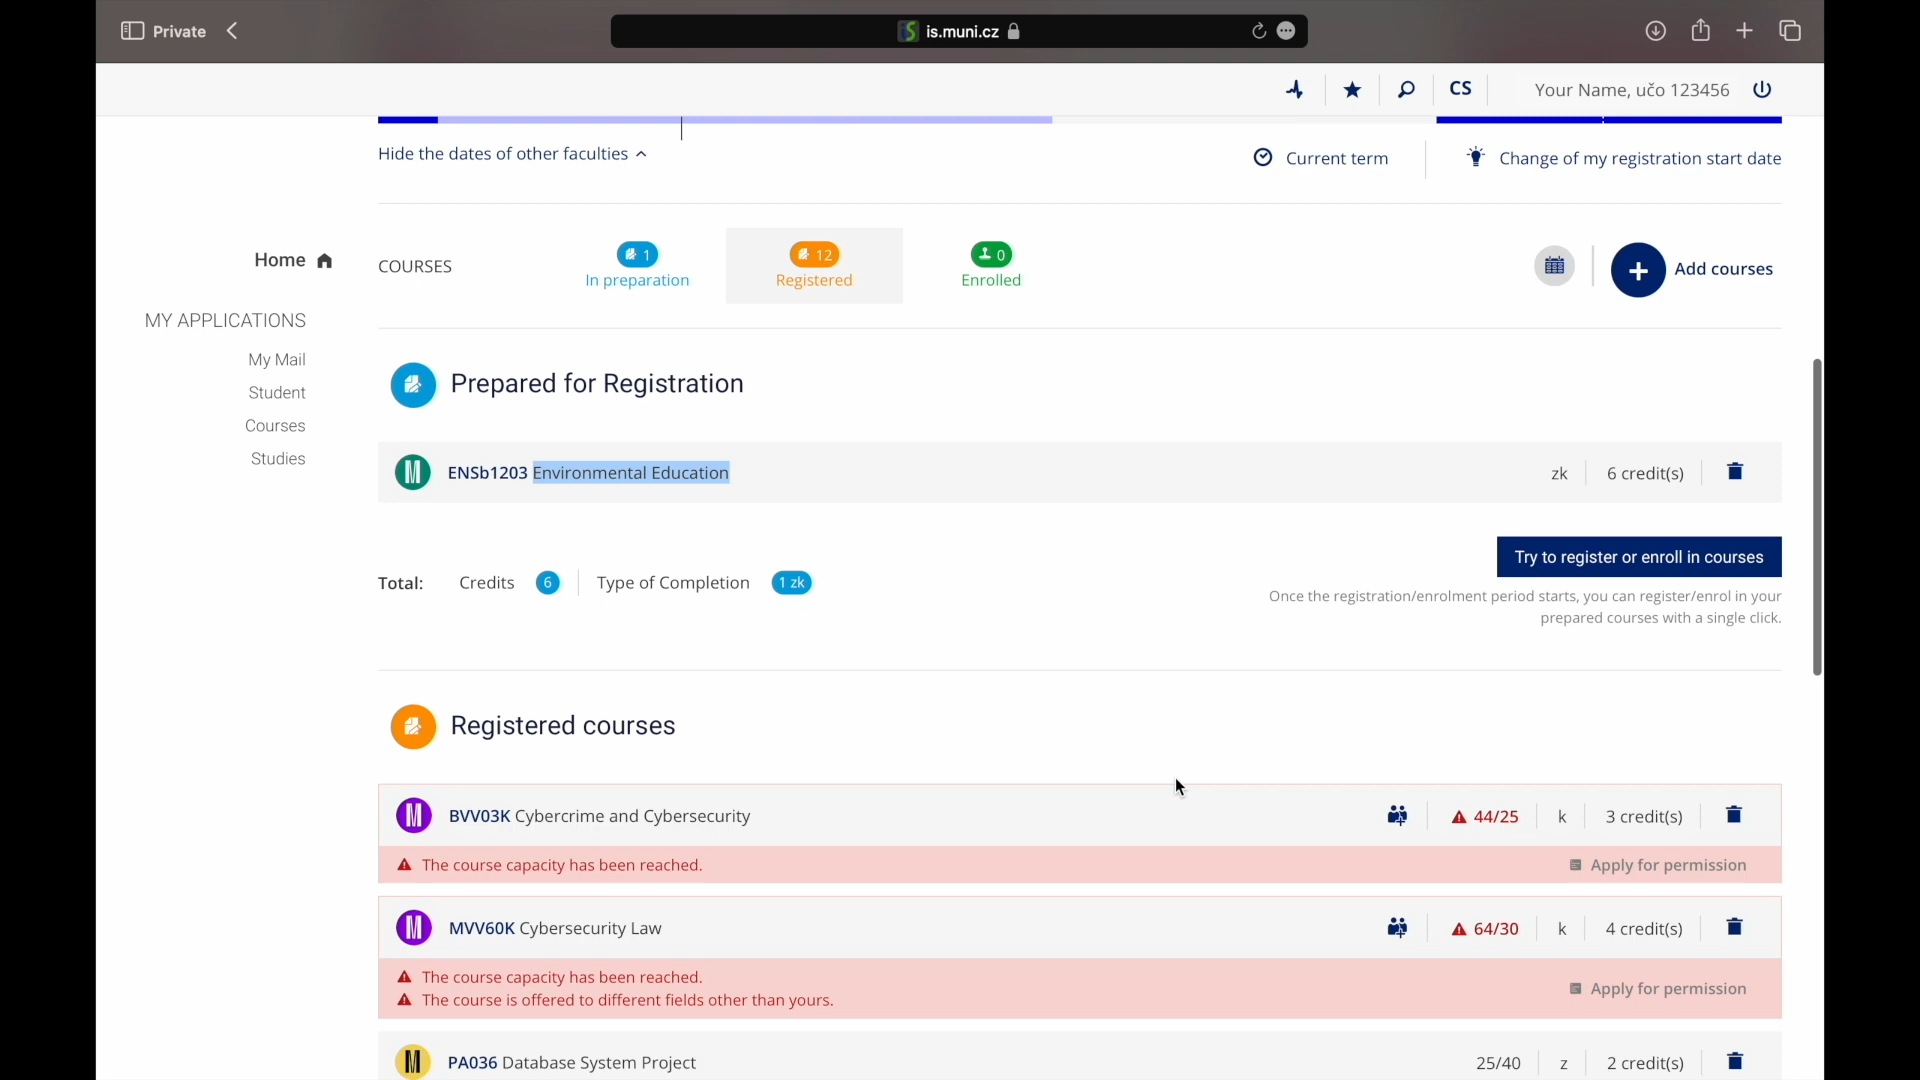 Private
is.muni.cz
CS
Your Name, učo 123456
Hide the dates of other faculties
Current term
Change of my registration start date
Home
MY APPLICATIONS
My Mail
Student
Courses
Studies
COURSES
1
In preparation
12
Registered
0
Enrolled
Add courses
Prepared for Registration
ENSb1203 Environmental Education
zk
6 credit(s)
Total:
Credits
6
Type of Completion
1 zk
Try to register or enroll in courses
Once the registration/enrolment period starts, you can register/enrol in your
prepared courses with a single click.
Registered courses
BVV03K Cybercrime and Cybersecurity
44/25
k
3 credit(s)
The course capacity has been reached.
Apply for permission
MVV60K Cybersecurity Law
64/30
k
4 credit(s)
The course capacity has been reached.
The course is offered to different fields other than yours.
Apply for permission
PA036 Database System Project
25/40
z
2 credit(s)